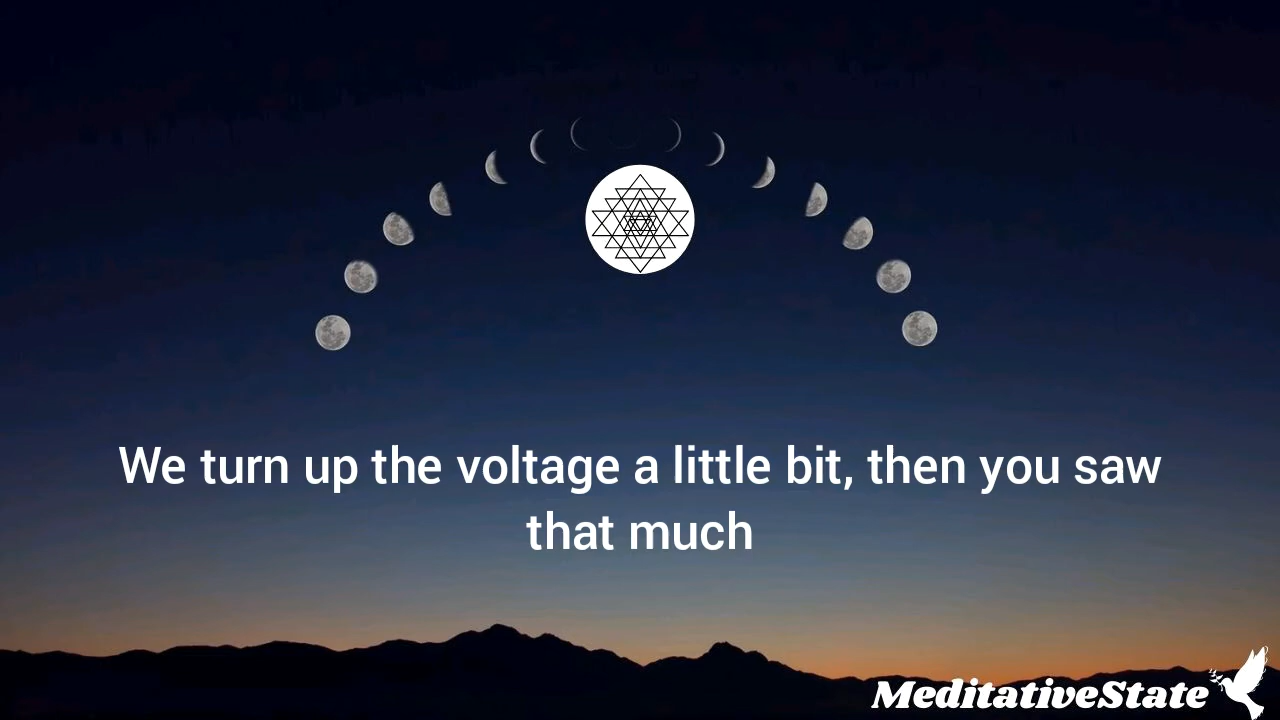 We turn up the voltage a little bit, then you saw
that much
MeditativeState